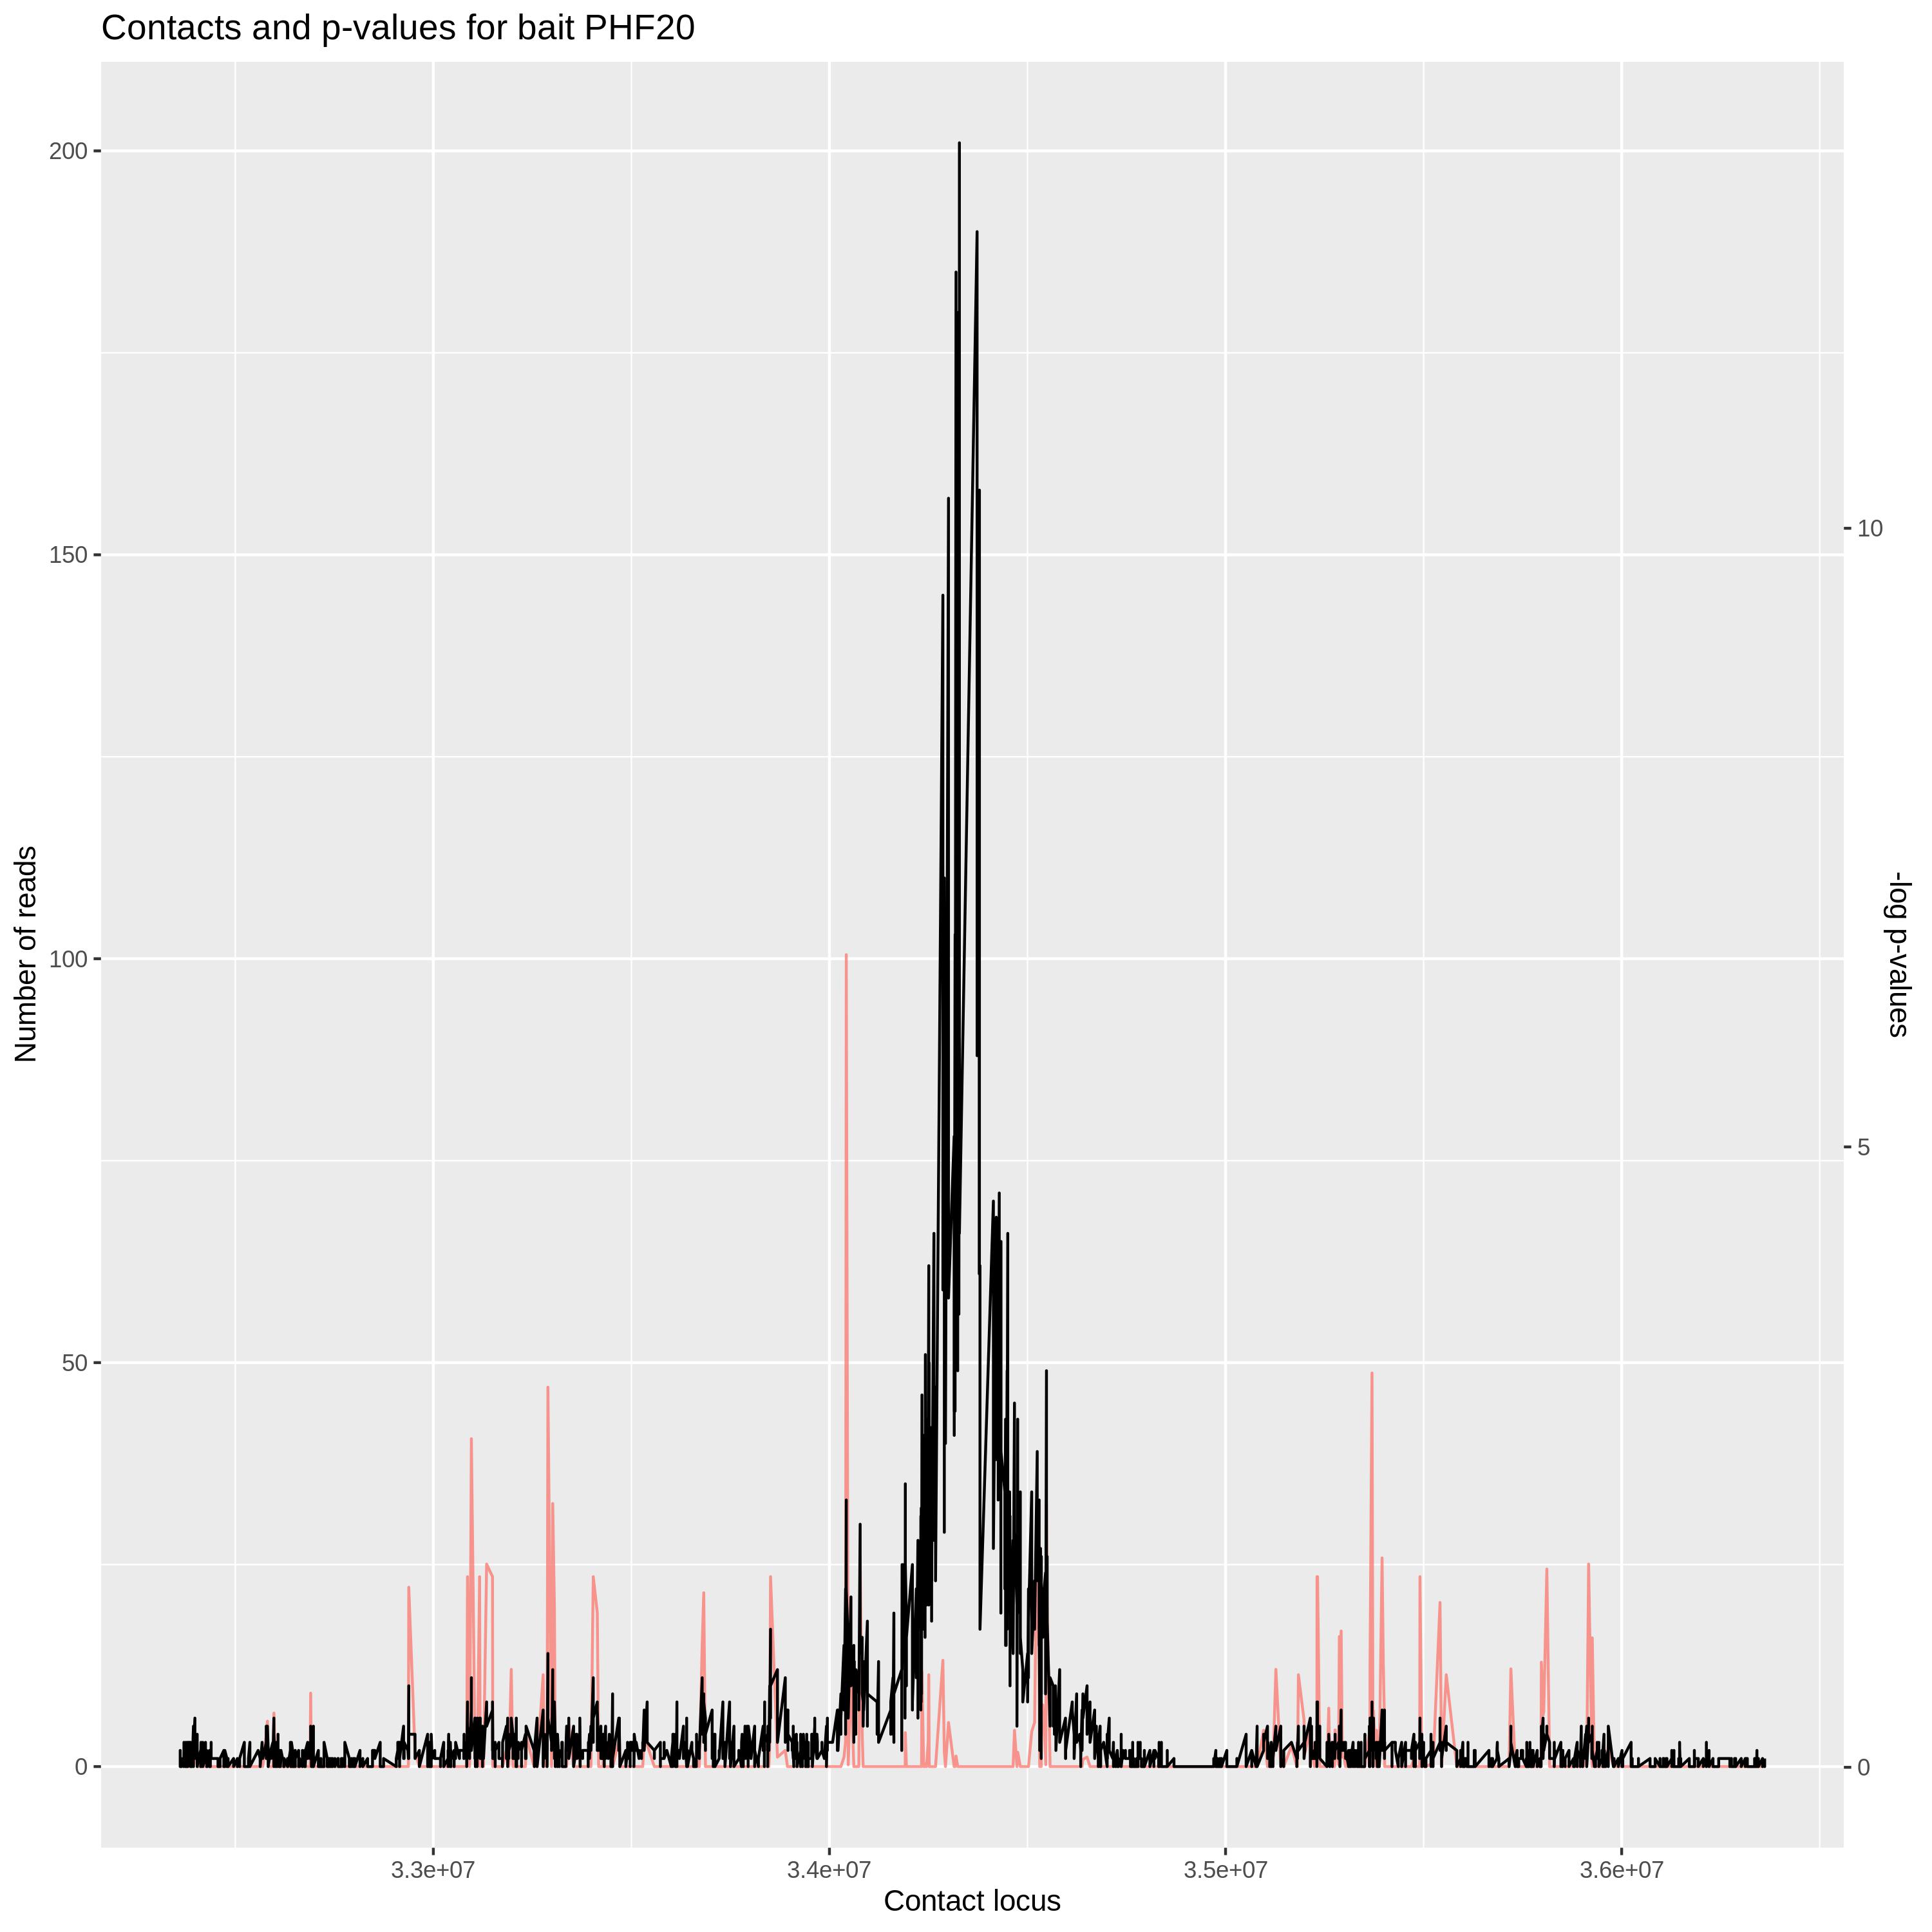 Contacts and p-values for bait PHF20
200
150
100
50
0
Number of reads
10
5
0
-log p-values
3.3e+07
3.4e+07
3.5e+07
3.6e+07
Contact locus